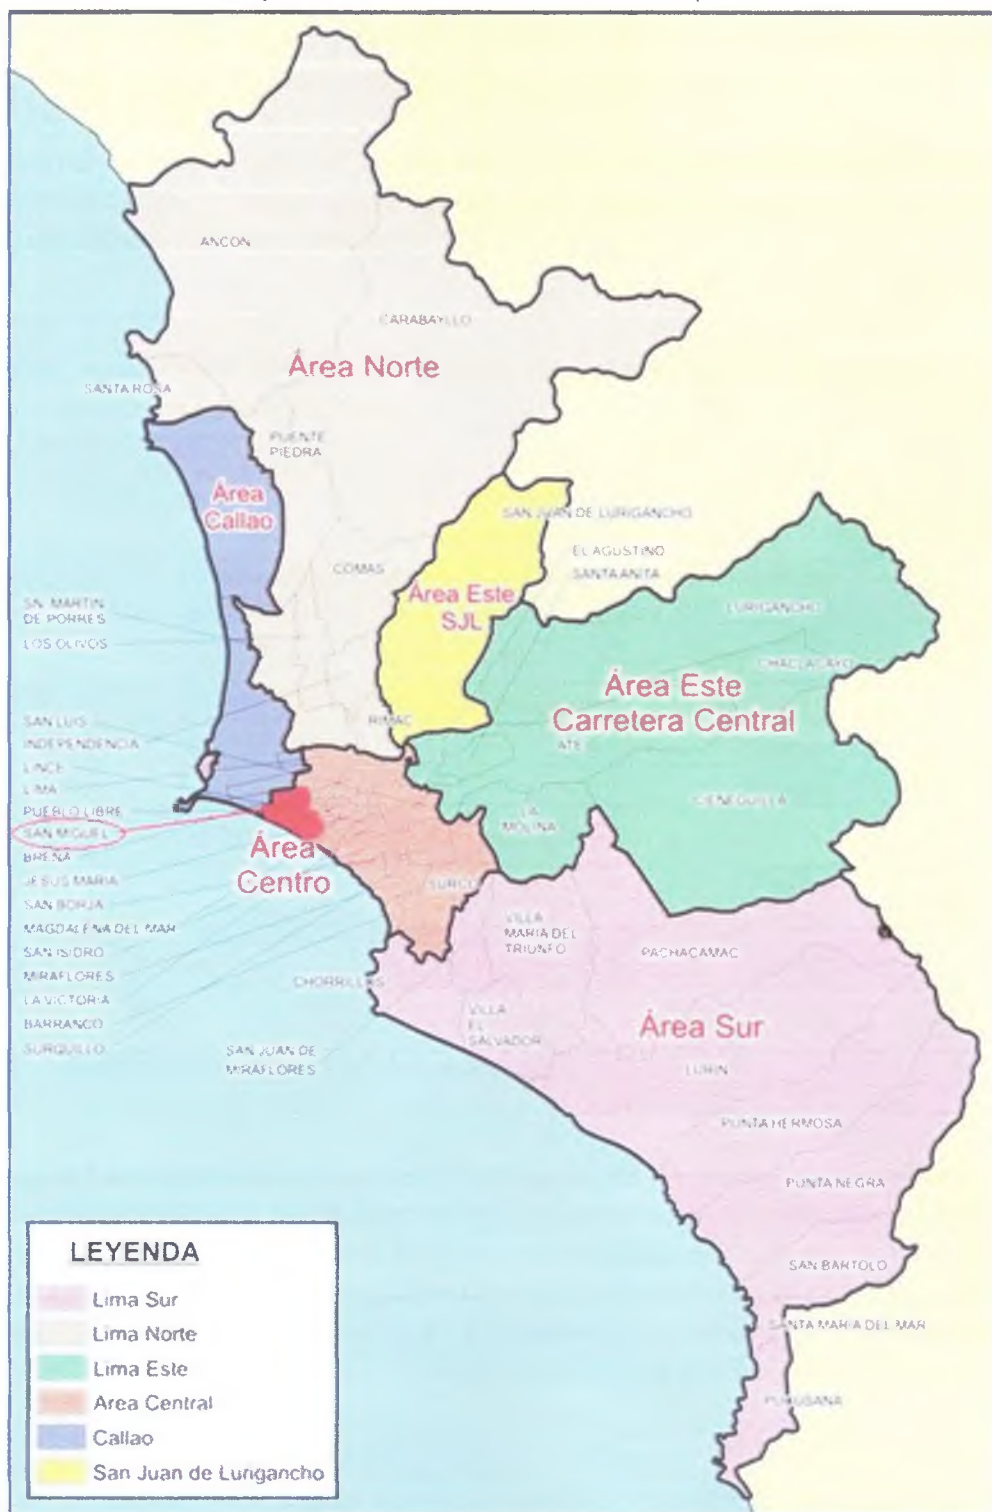 ANCON
CARABAYLLO
Área Norte
SANTA ROSA
PUENTE
PIEDRA
Área
Callao
SAN JUAN DE LURIGANCHO
EL AGUSTINO
SANTA ANITA
COMAS
Área Este
SJL
SN. MARTIN
DE PORRES
LOS OLIVOS
LURIGANCHO
CHACLACAYO
Área Este
Carretera Central
RIMAC
ATE
SAN LUIS
INDEPENDENCIA
LINCE
LIMA
PUEBLO LIBRE
SAN MIGUEL
BREÑA
JESUS MARIA
SAN BORJA
MAGDALENA DEL MAR
SAN ISIDRO
MIRAFLORES
LA VICTORIA
BARRANCO
SURQUILLO
CIENEGUILLA
LA
MOLINA
Área
Centro
SURCO
VILLA
MARIA DEL
TRIUNFO
PACHACAMAC
CHORRILLOS
VILLA
EL
SALVADOR
Área Sur
SAN JUAN DE
MIRAFLORES
LURIN
PUNTA HERMOSA
PUNTA NEGRA
SAN BARTOLO
SANTA MARIA DEL MAR
PUCUSANA
LEYENDA
Lima Sur
Lima Norte
Lima Este
Area Central
Callao
San Juan de Lurigancho